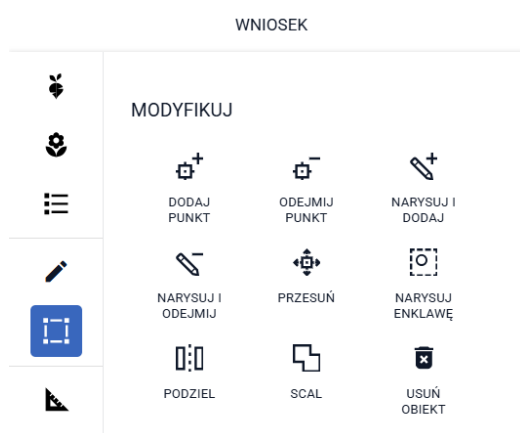 WNIOSEK
MODYFIKUJ
DODAJ
PUNKT
ODEJMIJ
PUNKT
NARYSUJ I
DODAJ
NARYSUJ I
ODEJMIJ
PRZESUŃ
NARYSUJ
ENKLAWĘ
PODZIEL
SCAL
USUŃ
OBIEKT